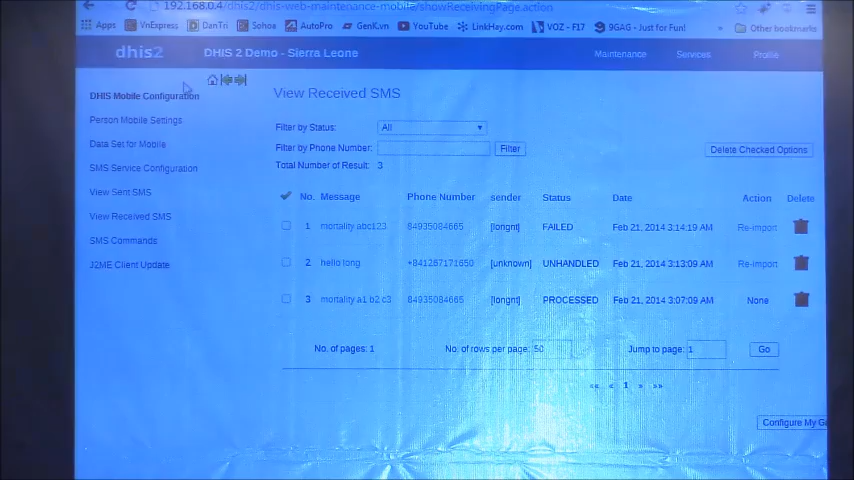 192.168.0.4/dhis2/dhis-web-maintenance-mobile/showReceivingPage.action
Apps VnExpress DanTri Sohoa AutoPro GenK.vn YouTube LinkHay.com VOZ - F17 9GAG - Just for Fun! » Other bookmarks
dhis2 DHIS 2 Demo - Sierra Leone Maintenance Services Profile
DHIS Mobile Configuration
Person Mobile Settings
Data Set for Mobile
SMS Service Configuration
View Sent SMS
View Received SMS
SMS Commands
J2ME Client Update
View Received SMS
Filter by Status: All
Filter by Phone Number: Filter Delete Checked Options
Total Number of Result: 3
No. Message Phone Number sender Status Date Action Delete
1 mortality abc123 84935084665 [longnt] FAILED Feb 21, 2014 3:14:19 AM Re-import
2 hello long +841267171650 [unknown] UNHANDLED Feb 21, 2014 3:13:09 AM Re-import
3 mortality a1 b2 c3 84935084665 [longnt] PROCESSED Feb 21, 2014 3:07:09 AM None
No. of pages: 1 No. of rows per page: 50 Jump to page: 1 Go
«« « 1 » »»
Configure My G